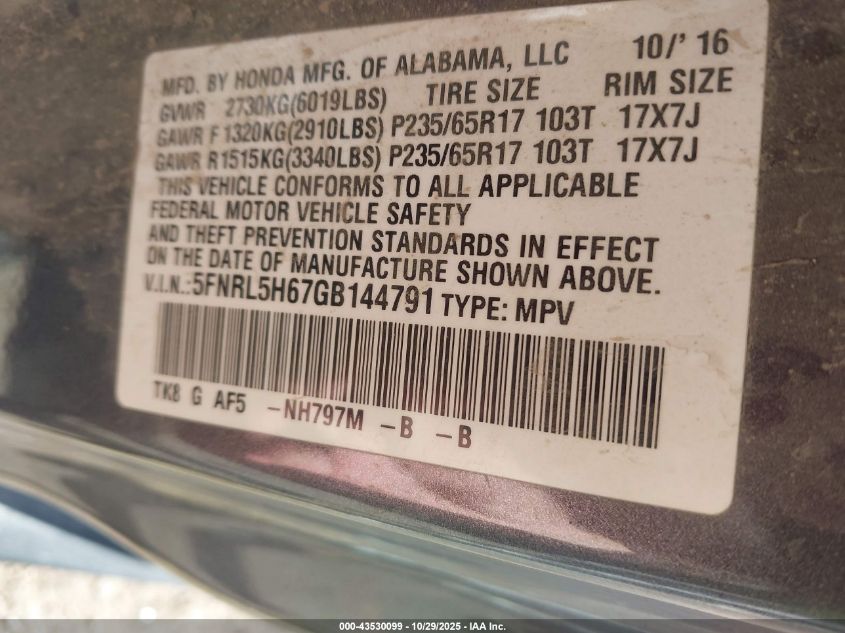 MFD. BY HONDA MFG. OF ALABAMA, LLC 10/' 16
GVWR 2730KG(6019LBS) TIRE SIZE RIM SIZE
GAWR F 1320KG(2910LBS) P235/65R17 103T 17X7J
GAWR R1515KG(3340LBS) P235/65R17 103T 17X7J
THIS VEHICLE CONFORMS TO ALL APPLICABLE
FEDERAL MOTOR VEHICLE SAFETY
AND THEFT PREVENTION STANDARDS IN EFFECT
ON THE DATE OF MANUFACTURE SHOWN ABOVE.
V.I.N.:5FNRL5H67GB144791 TYPE: MPV
TK8 G AF5 -NH797M -B -B
000-43530099 - 10/29/2025 - IAA Inc.